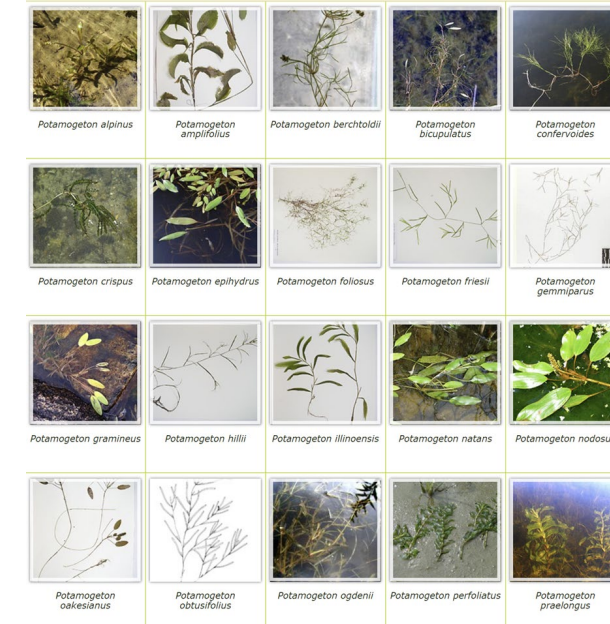 Potamogeton alpinus
Potamogeton
amplifolius
Potamogeton berchtoldii
Potamogeton
bicupulatus
Potamogeton
confervoides
Potamogeton crispus
Potamogeton epihydrus
Potamogeton foliosus
Potamogeton friesii
Potamogeton
gemmiparus
Potamogeton gramineus
Potamogeton hillii
Potamogeton illinoensis
Potamogeton natans
Potamogeton nodosu
Potamogeton
oakesianus
Potamogeton
obtusifolius
Potamogeton ogdenii
Potamogeton perfoliatus
Potamogeton
praelongus